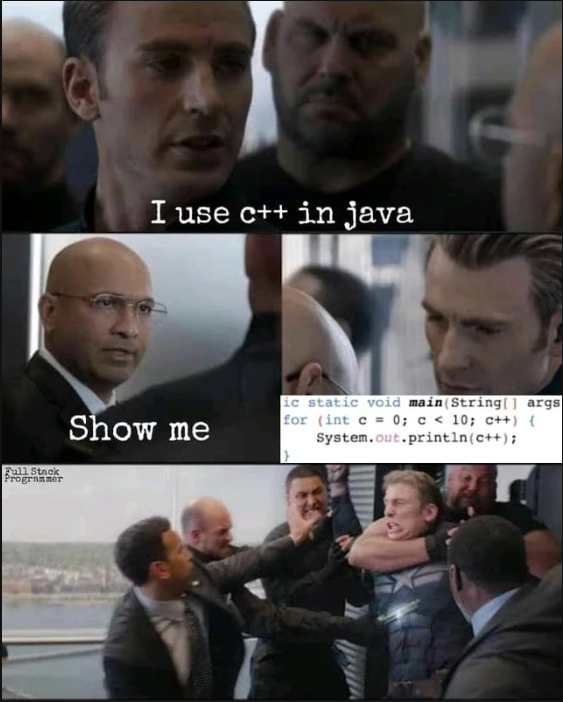 I use c++ in java
Show me
ic static void main(String[] args
for (int c = 0; c < 10; c++) {
System.out.println(c++);
}
Full Stack
Programmer